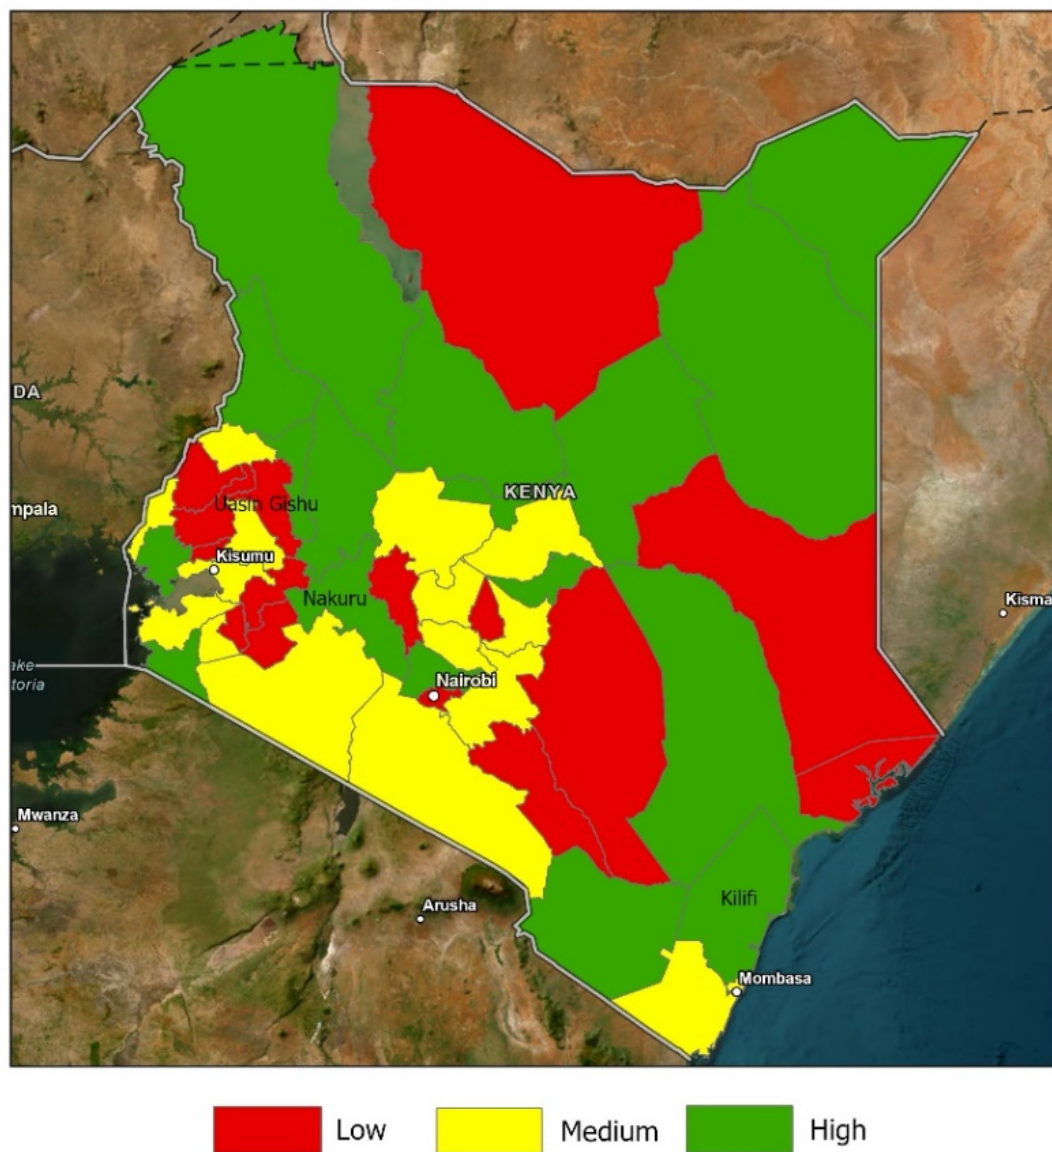 DA
KENYA
mpala
Uasin Gishu
Kisumu
Nakuru
Kisma
ake
toria
Nairobi
Mwanza
Arusha
Kilifi
Mombasa
Low
Medium
High